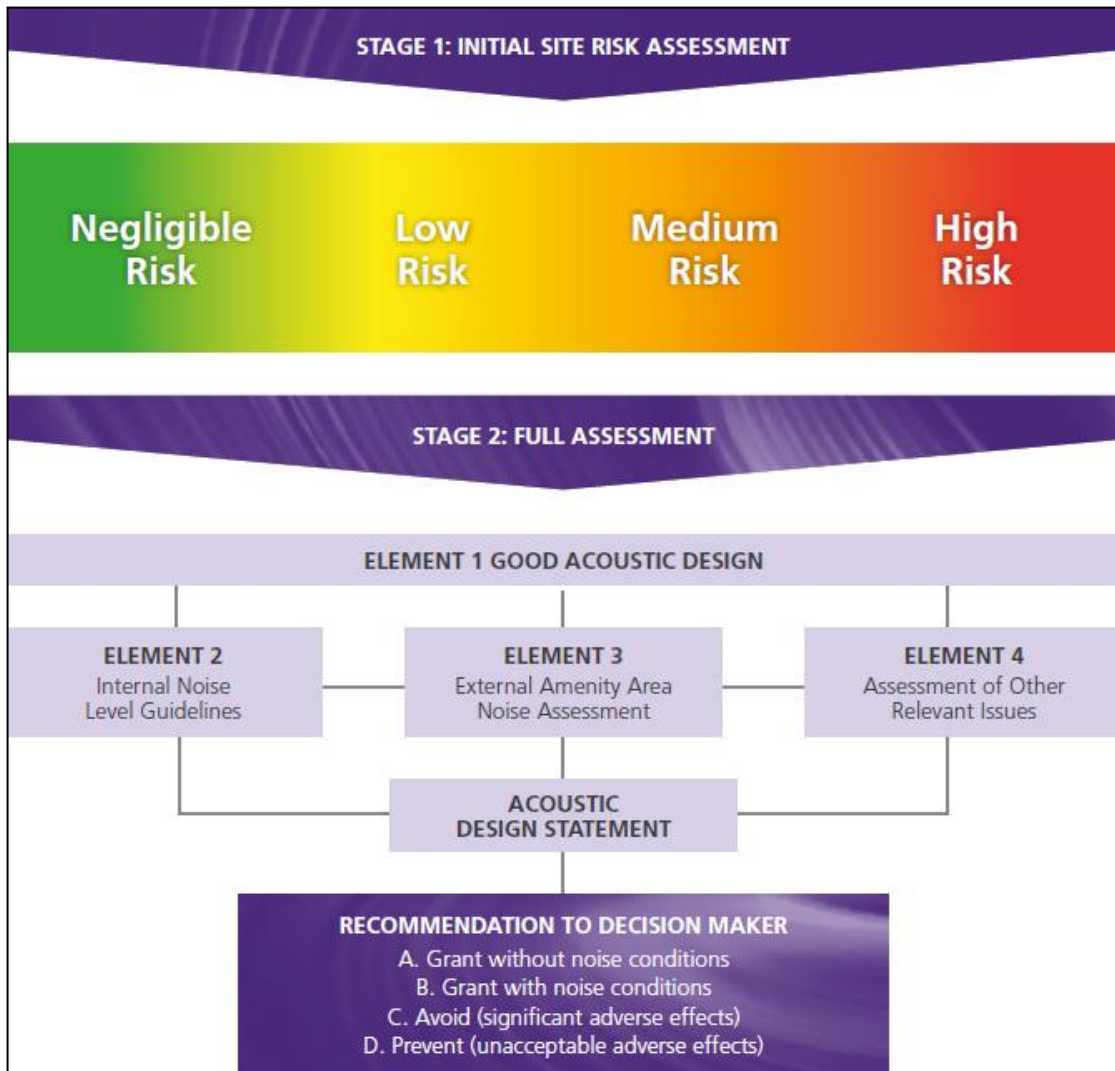 STAGE 1: INITIAL SITE RISK ASSESSMENT
Negligible
Risk
Low
Risk
Medium
Risk
High
Risk
STAGE 2: FULL ASSESSMENT
ELEMENT 1 GOOD ACOUSTIC DESIGN
ELEMENT 2
Internal Noise
Level Guidelines
ELEMENT 3
External Amenity Area
Noise Assessment
ELEMENT 4
Assessment of Other
Relevant Issues
ACOUSTIC
DESIGN STATEMENT
RECOMMENDATION TO DECISION MAKER
A. Grant without noise conditions
B. Grant with noise conditions
C. Avoid (significant adverse effects)
D. Prevent (unacceptable adverse effects)